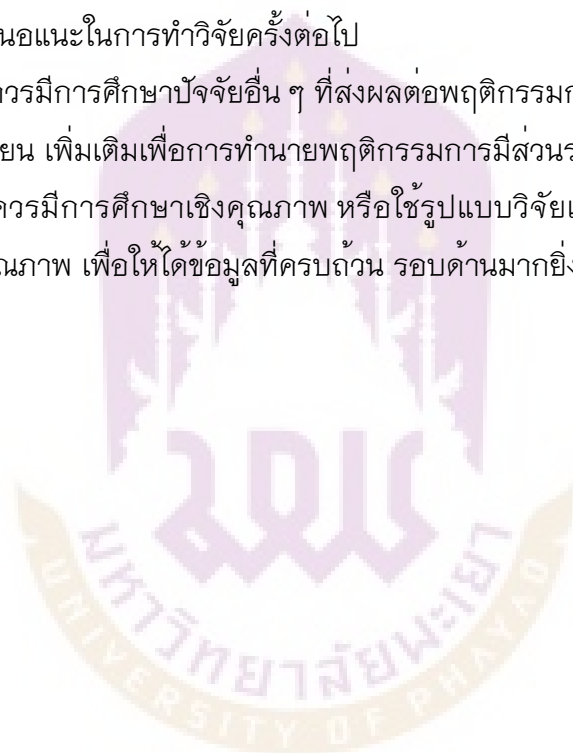 นอแนะในการทำวิจัยครั้งต่อไป
ควรมีการศึกษาปัจจัยอื่น ๆ ที่ส่งผลต่อพฤติกรรมก
ยน เพิ่มเติมเพื่อการทำนายพฤติกรรมการมีส่วนร
ควรมีการศึกษาเชิงคุณภาพ หรือใช้รูปแบบวิจัยเ
ณภาพ เพื่อให้ได้ข้อมูลที่ครบถ้วน รอบด้านมากยิ่ง
มหาวิทยาลัยพะเยา
UNIVERSITY OF PHAYAO